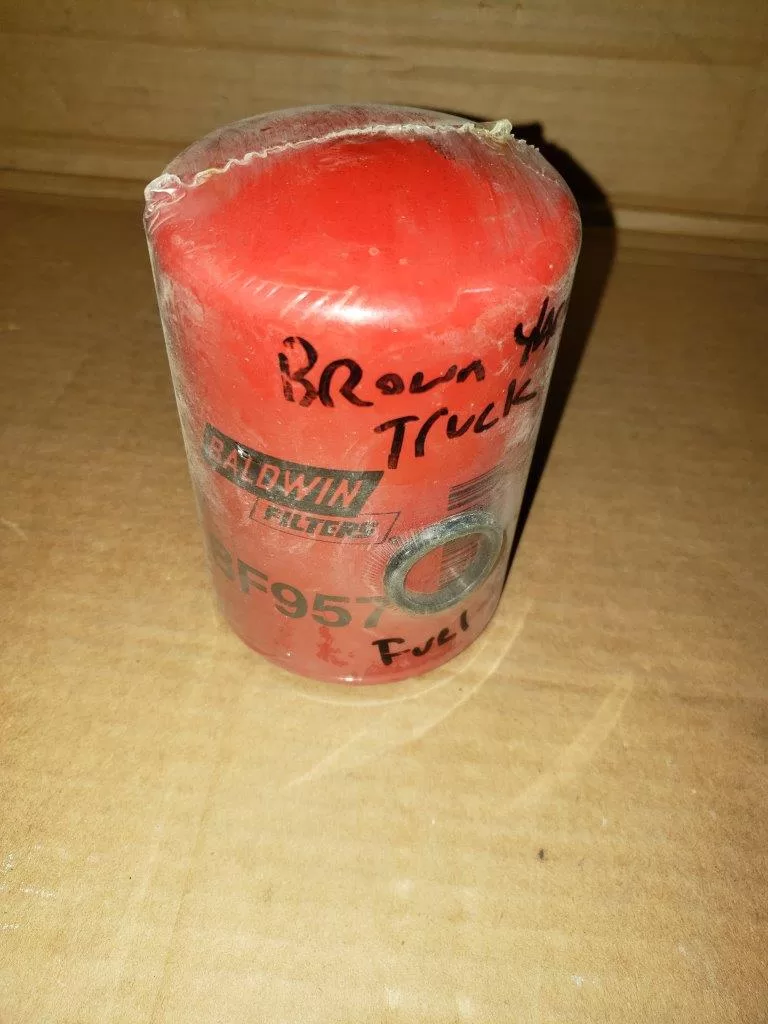 Brown
Truck
BALDWIN
FILTERS
BF957
Fuel